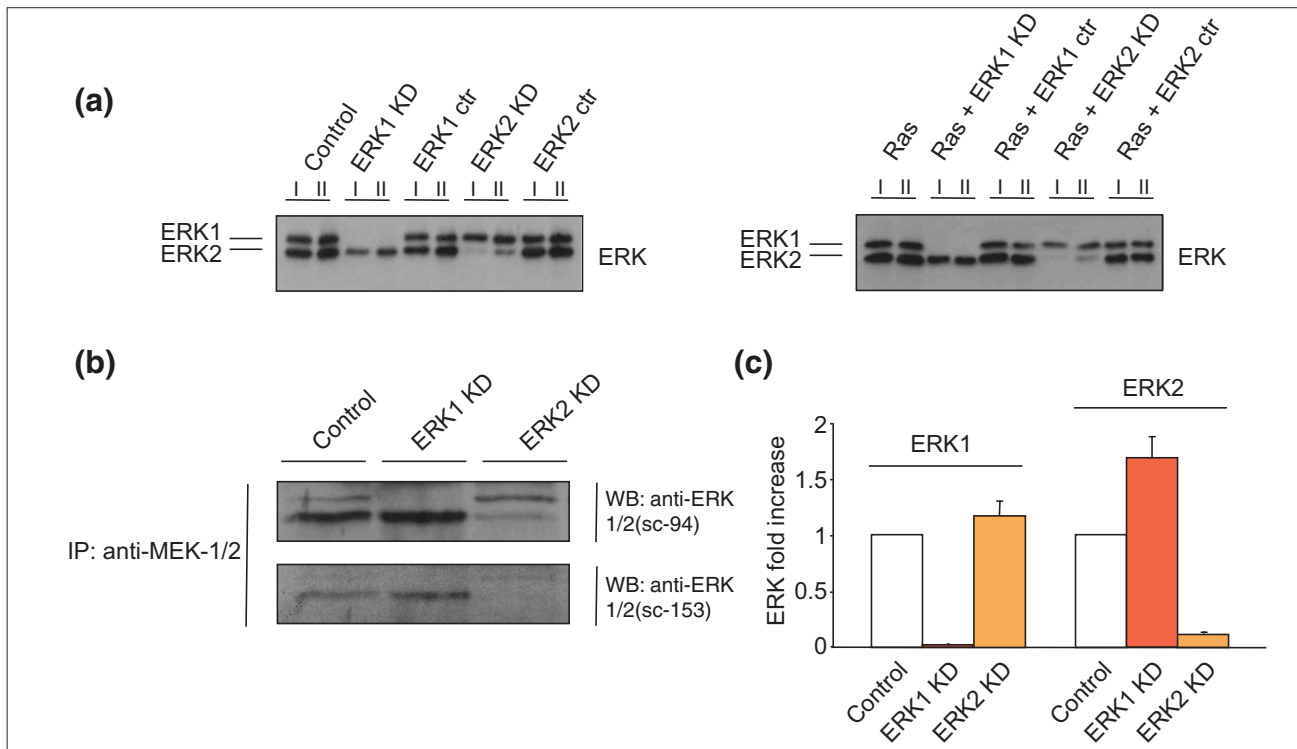 (a)
Control
ERK1 KD
ERK1 ctr
ERK2 KD
ERK2 ctr
I II I II I II I II I II
ERK1
ERK2
ERK
Ras
Ras + ERK1 KD
Ras + ERK1 ctr
Ras + ERK2 KD
Ras + ERK2 ctr
I II I II I II I II I II
ERK1
ERK2
ERK
(b)
Control
ERK1 KD
ERK2 KD
IP: anti-MEK-1/2
WB: anti-ERK
1/2(sc-94)
WB: anti-ERK
1/2(sc-153)
(c)
ERK fold increase
2
1.5
1
0.5
0
ERK1
ERK2
Control
ERK1 KD
ERK2 KD
Control
ERK1 KD
ERK2 KD